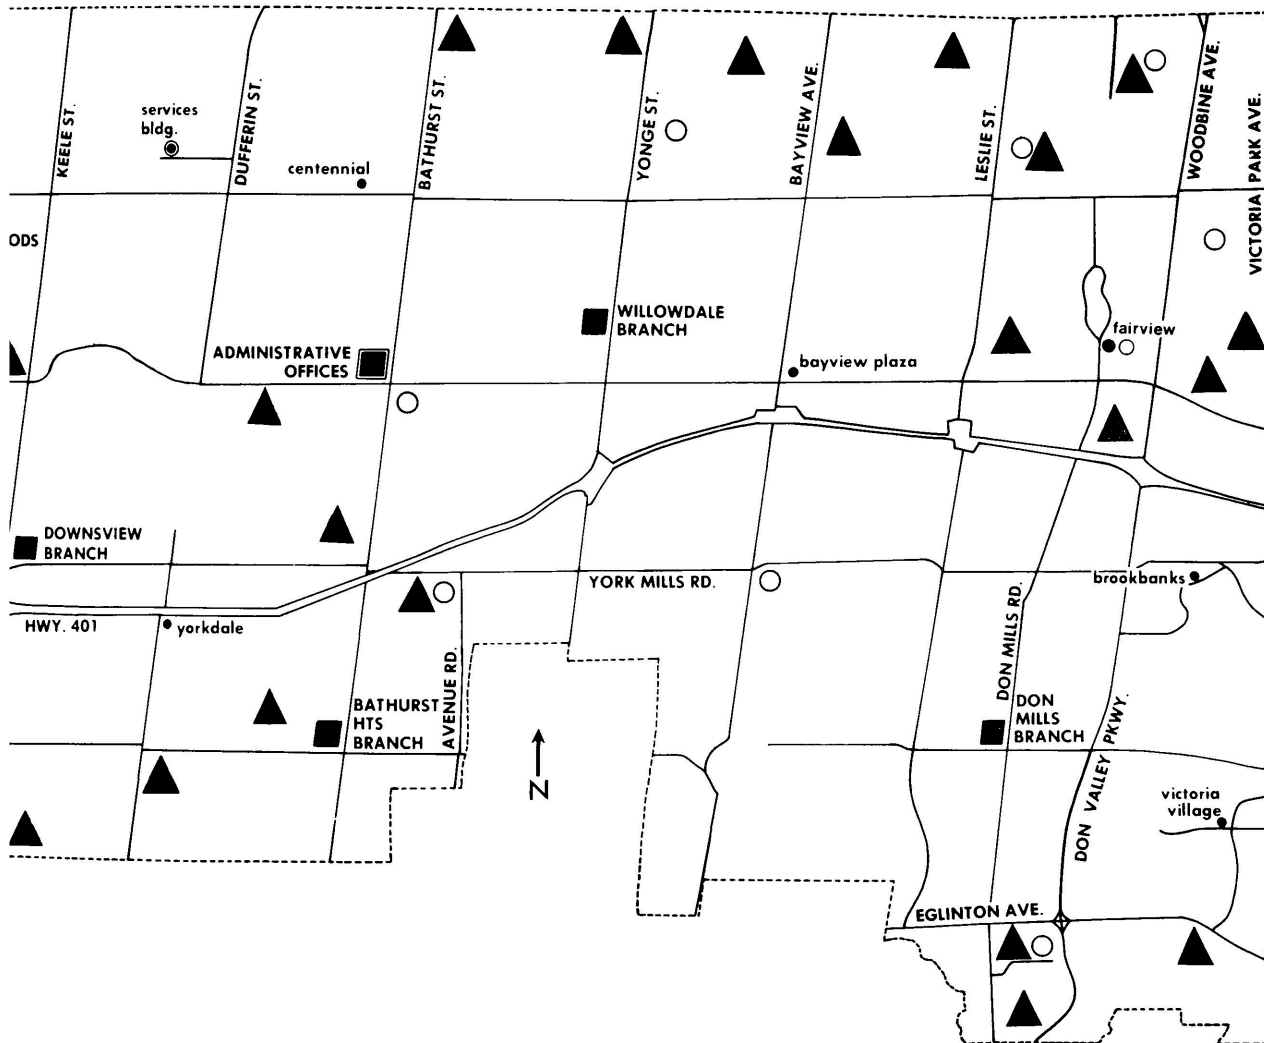 KEELE ST.
services
bldg.
DUFFERIN ST.
centennial
BATHURST ST.
YONGE ST.
BAYVIEW AVE.
LESLIE ST.
WOODBINE AVE.
VICTORIA PARK AVE.
ODS
ADMINISTRATIVE
OFFICES
WILLOWDALE
BRANCH
bayview plaza
fairview
DOWNSVIEW
BRANCH
HWY. 401
yorkdale
YORK MILLS RD.
brookbanks
AVENUE RD.
BATHURST
HTS
BRANCH
N
DON MILLS RD.
DON
MILLS
BRANCH
DON VALLEY PKWY.
victoria
village
EGLINTON AVE.